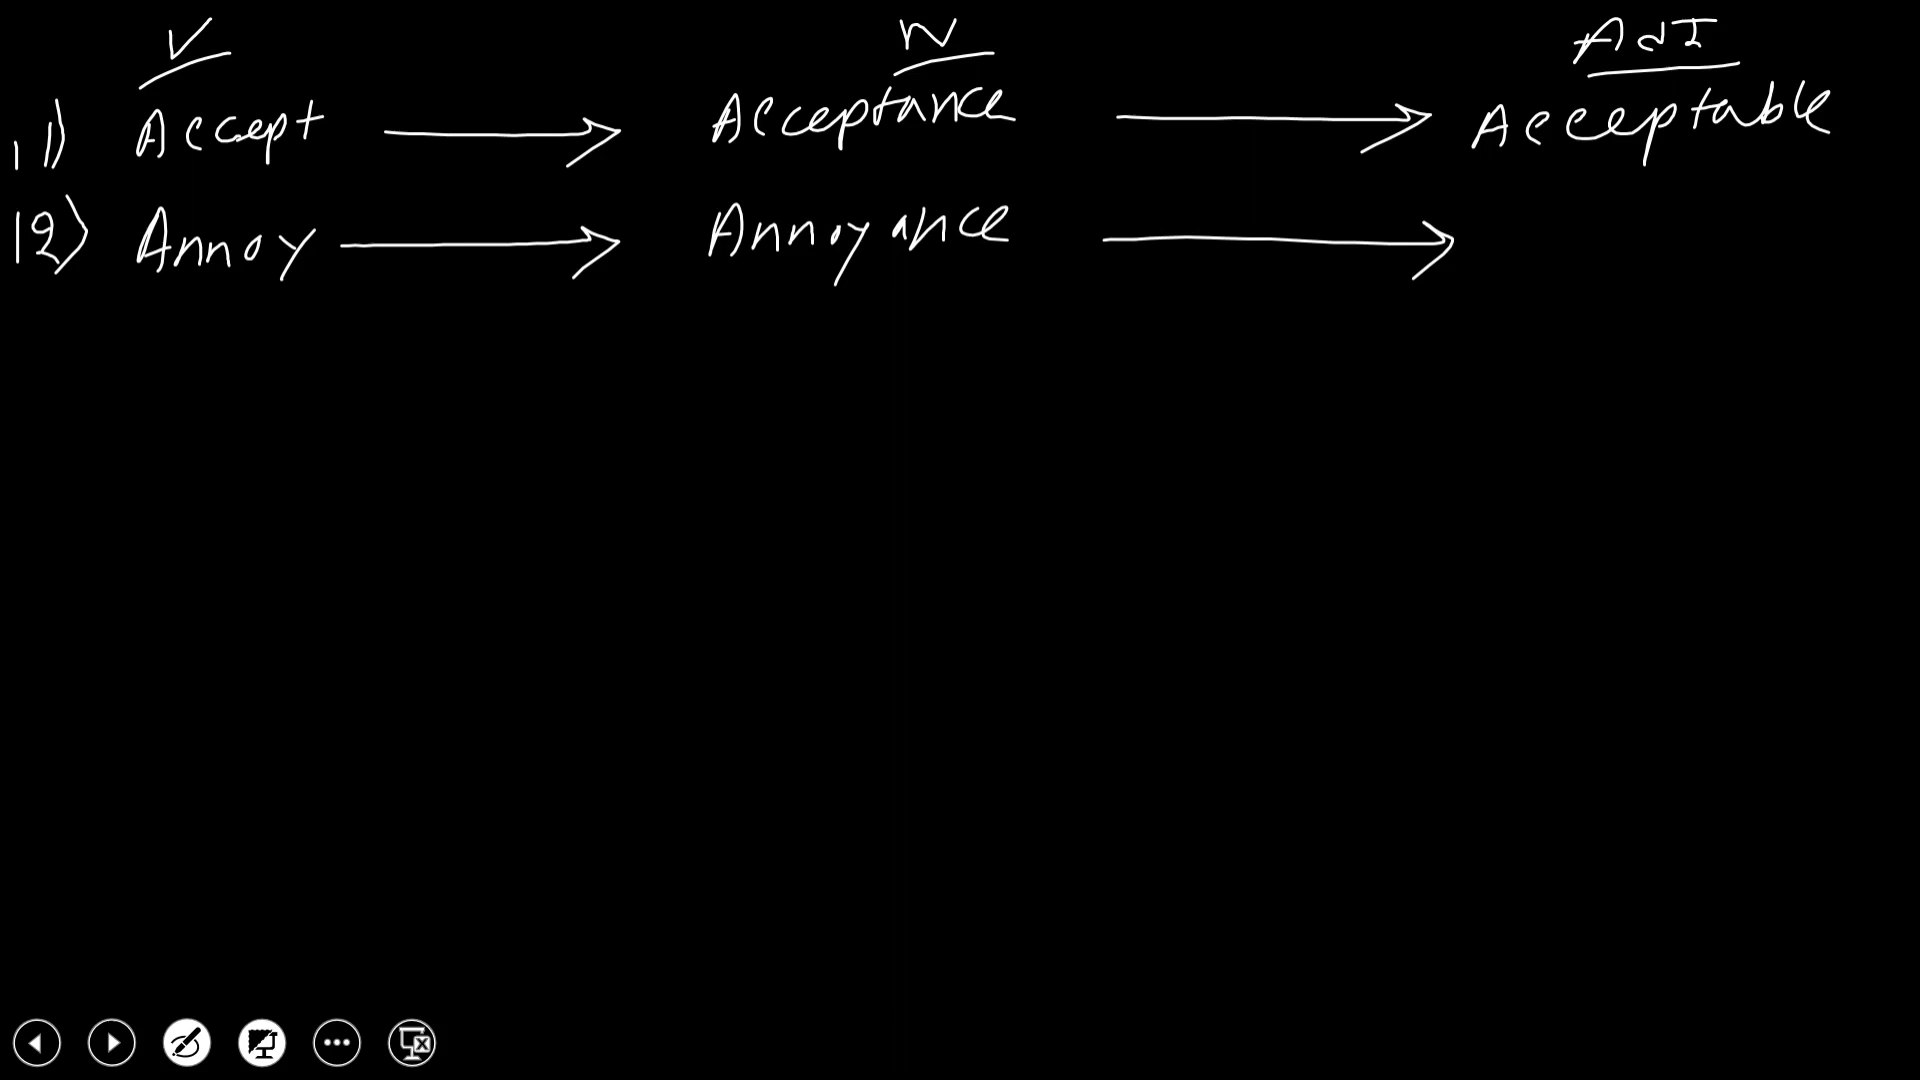 V N AdJ
11) Accept → Acceptance → Acceptable
12) Annoy → Annoyance →